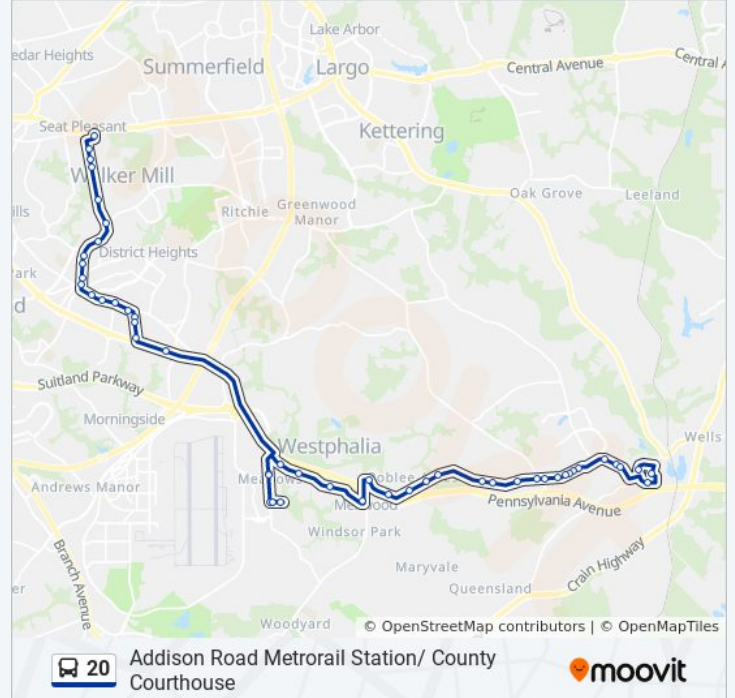 Lake Arbor
edar Heights
Summerfield
Largo
Central Avenue
Central A
Seat Pleasant
Kettering
Walker Mill
Oak Grove
Leeland
ills
Ritchie
Greenwood
Manor
District Heights
Park
d
Suitland Parkway
Morningside
Westphalia
Wells
Andrews Manor
Pennsylvania Avenue
Windsor Park
Branch Avenue
Maryvale
Crain Highway
er
Queensland
Woodyard
© OpenStreetMap contributors | © OpenMapTiles
20
Addison Road Metrorail Station/ County
Courthouse
moovit